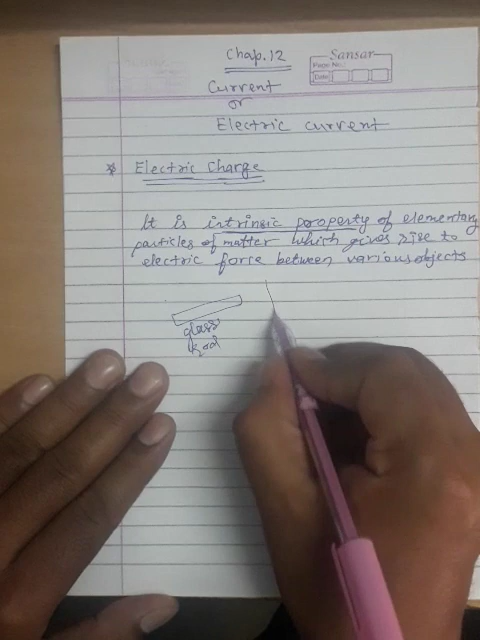 Chap.12
Sansar
Page No.
Date
Current
or
Electric current
* Electric Charge
It is intrinsic property of elementary
particles of matter which gives rise to
electric force between various objects
glass
Rod